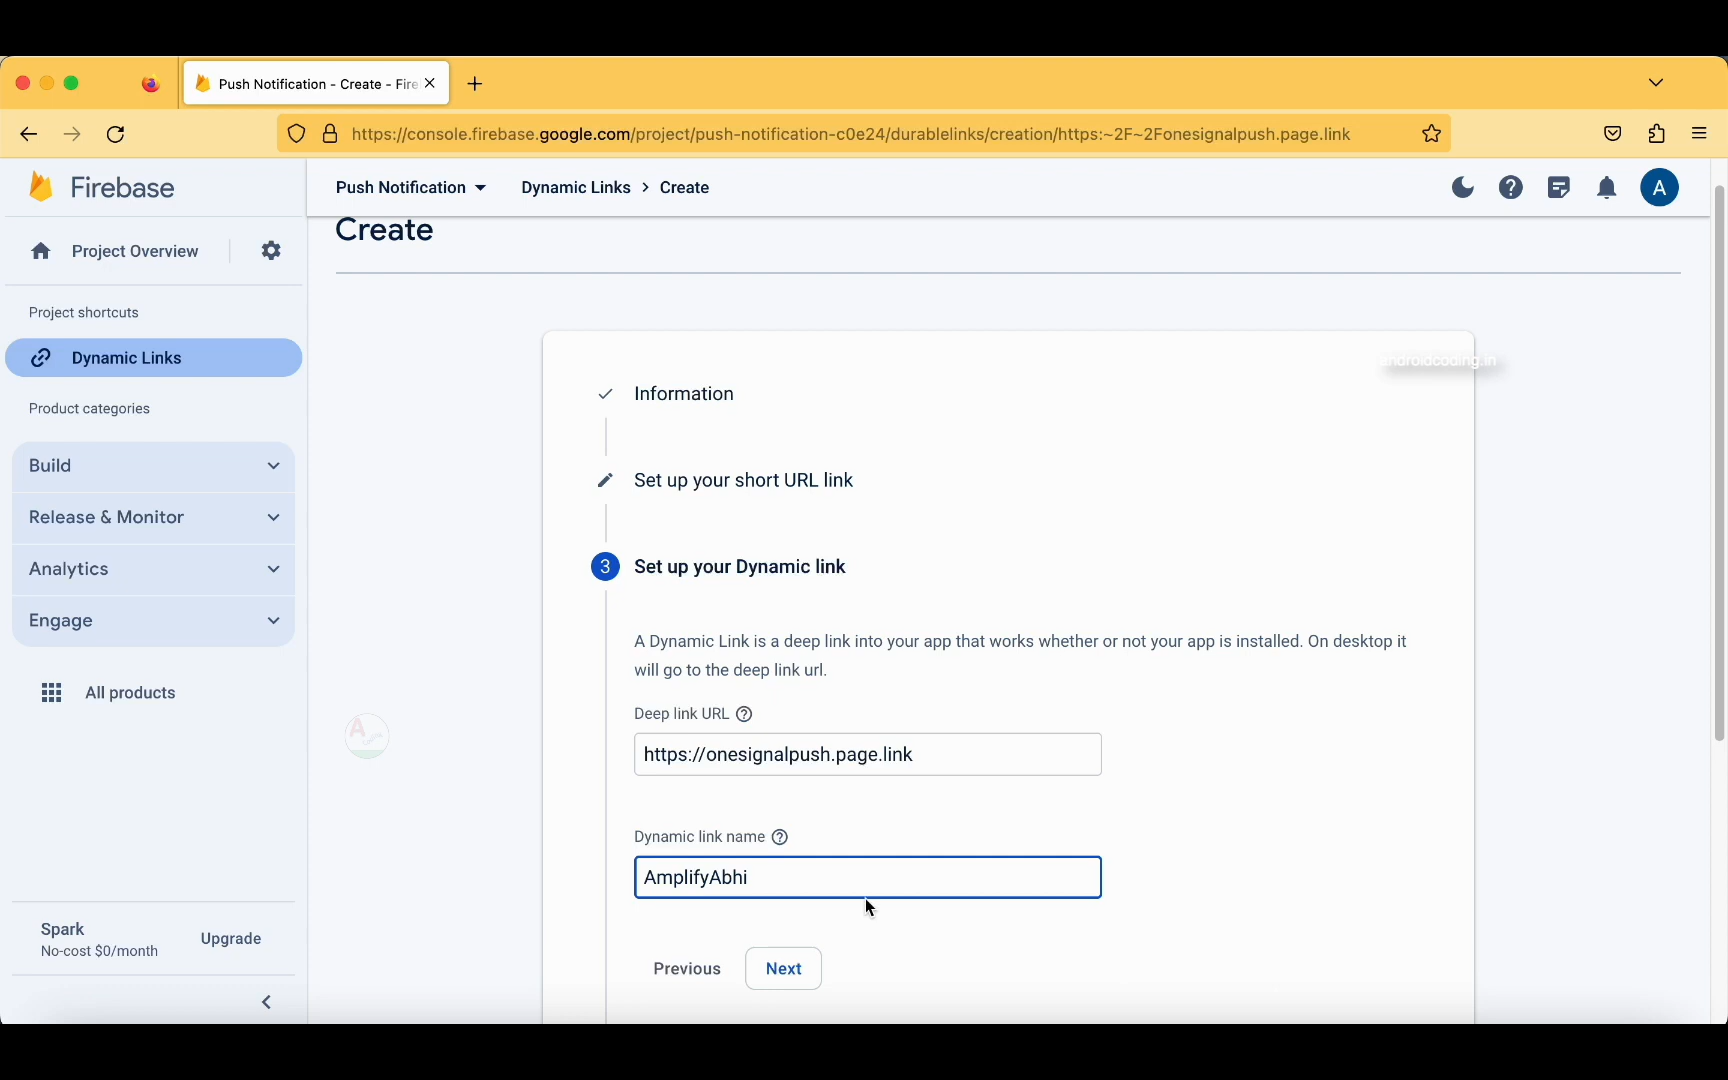 Push Notification - Create - Fire
https://console.firebase.google.com/project/push-notification-c0e24/durablelinks/creation/https:~2F~2Fonesignalpush.page.link
Firebase
Push Notification
Dynamic Links > Create
A
Create
Project Overview
Project shortcuts
Dynamic Links
Product categories
Build
Release & Monitor
Analytics
Engage
All products
Spark
No-cost $0/month
Upgrade
androidcoding.in
Information
Set up your short URL link
3 Set up your Dynamic link
A Dynamic Link is a deep link into your app that works whether or not your app is installed. On desktop it
will go to the deep link url.
Deep link URL
https://onesignalpush.page.link
Dynamic link name
AmplifyAbhi
Previous
Next